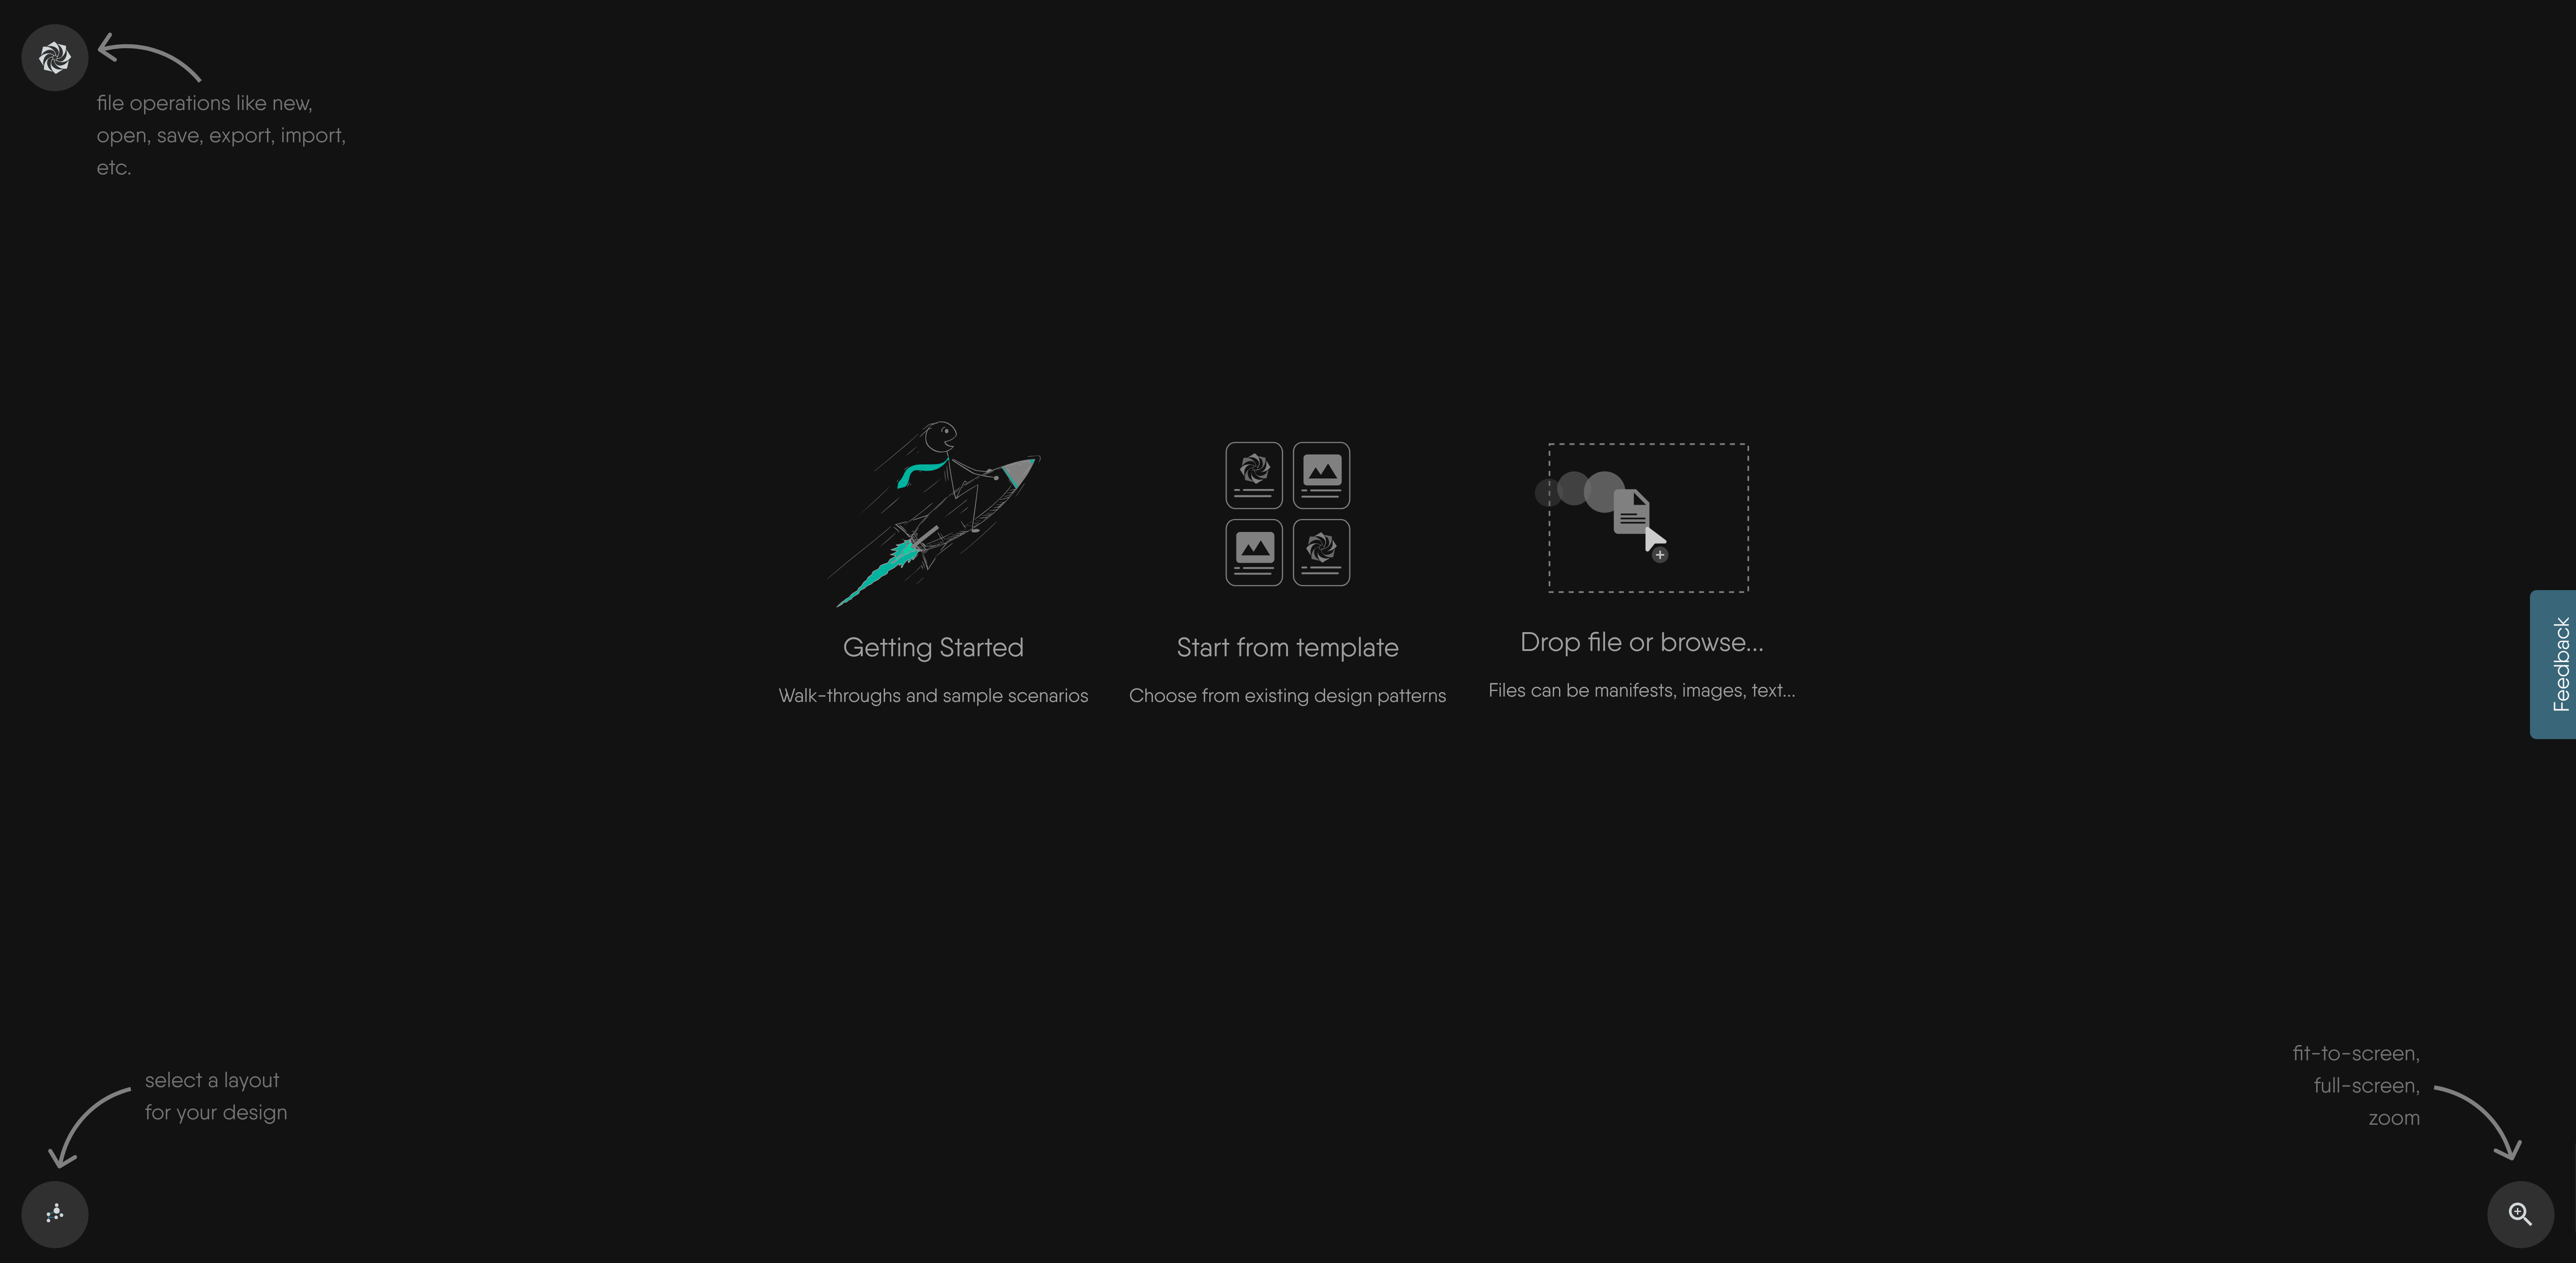 file operations like new,
open, save, export, import,
etc.
Getting Started
Walk-throughs and sample scenarios
Start from template
Choose from existing design patterns
Drop file or browse...
Files can be manifests, images, text...
Feedback
select a layout
for your design
fit-to-screen,
full-screen,
zoom